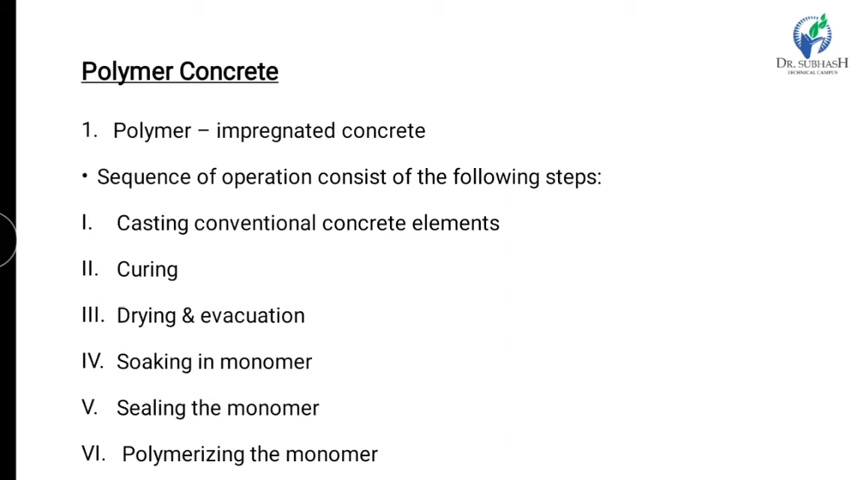 DR. SUBHASH
TECHNICAL CAMPUS
Polymer Concrete
1. Polymer – impregnated concrete
• Sequence of operation consist of the following steps:
I. Casting conventional concrete elements
II. Curing
III. Drying & evacuation
IV. Soaking in monomer
V. Sealing the monomer
VI. Polymerizing the monomer